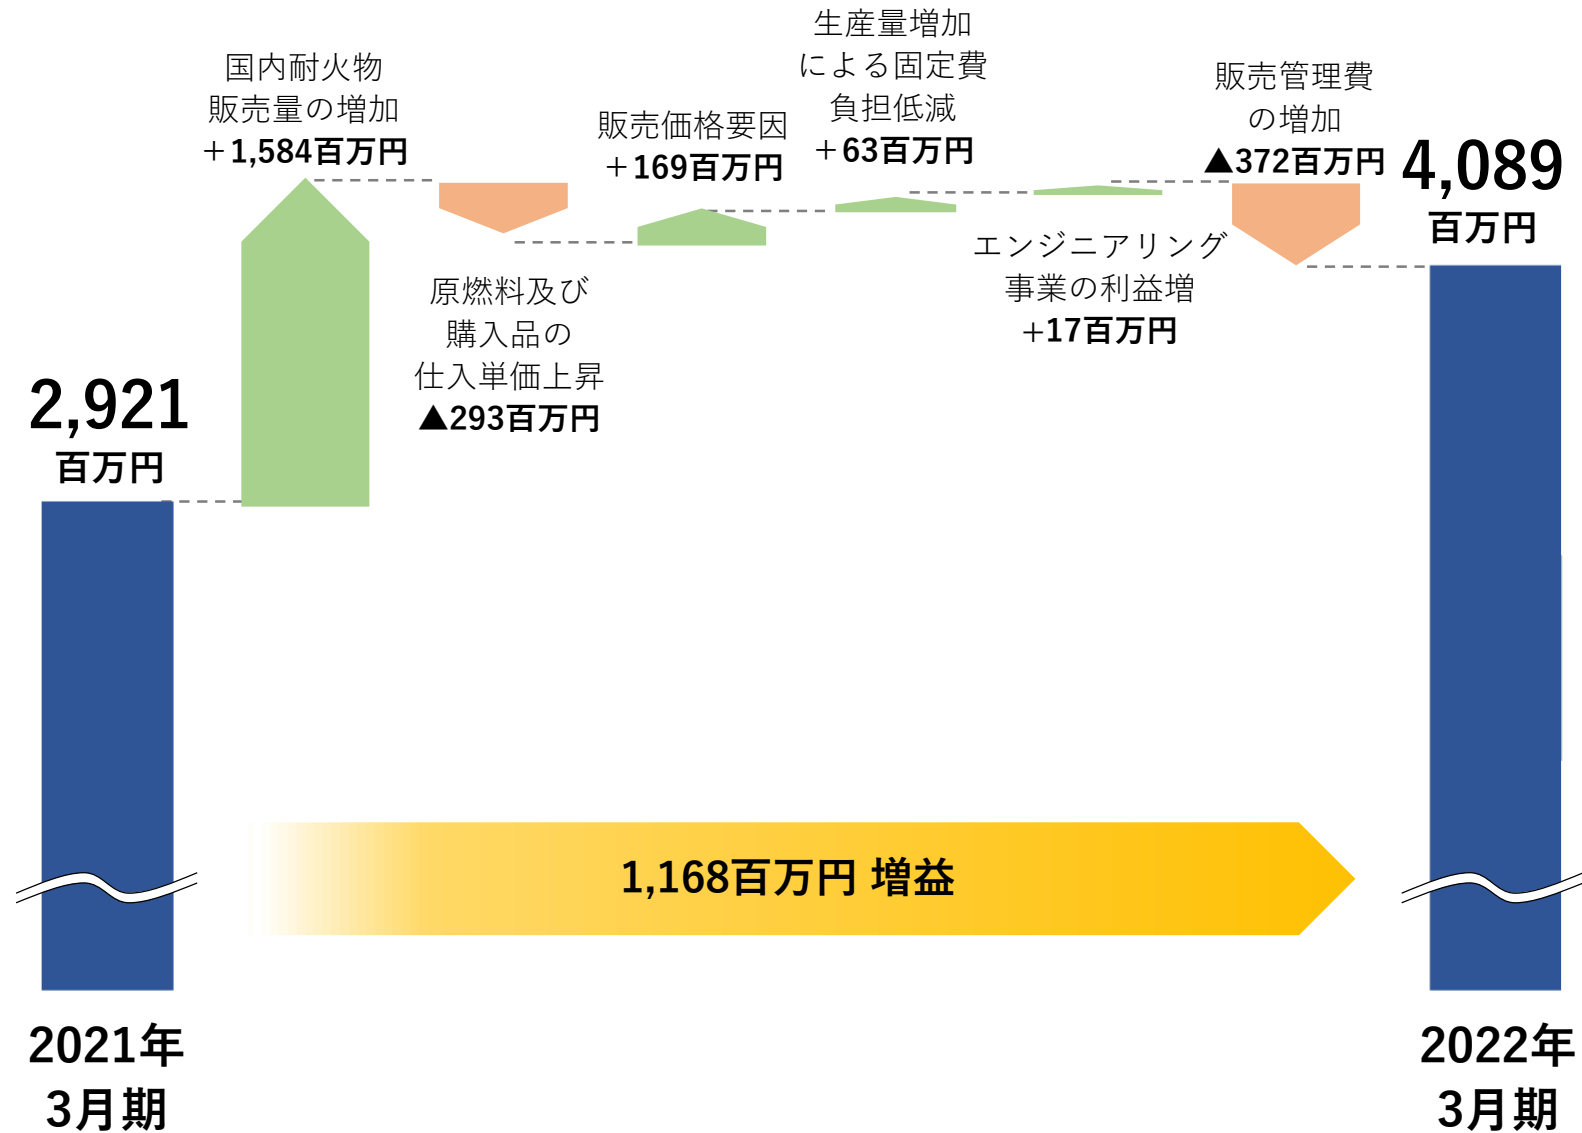 2,921
百万円
国内耐火物
販売量の増加
＋1,584百万円
原燃料及び
購入品の
仕入単価上昇
▲293百万円
販売価格要因
＋169百万円
生産量増加
による固定費
負担低減
＋63百万円
エンジニアリング
事業の利益増
＋17百万円
販売管理費
の増加
▲372百万円
4,089
百万円
1,168百万円 増益
2021年
3月期
2022年
3月期